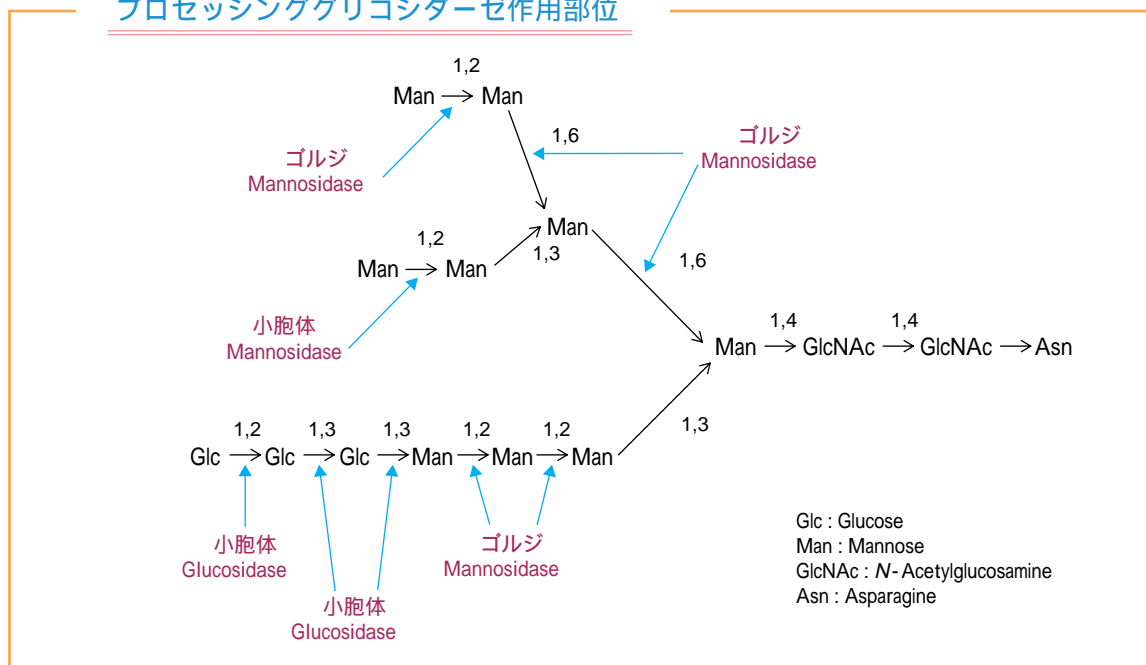 プロセッシンググリコシダーゼ作用部位
1,2
Man → Man
1,6
ゴルジ
Mannosidase
ゴルジ
Mannosidase
Man
1,2
1,3
Man → Man
1,6
小胞体
Mannosidase
1,4
1,4
Man → GlcNAc → GlcNAc → Asn
1,3
1,2
1,3
1,3
1,2
1,2
Glc → Glc → Glc → Man → Man → Man
小胞体
Glucosidase
ゴルジ
Mannosidase
小胞体
Glucosidase
Glc : Glucose
Man : Mannose
GlcNAc : N- Acetylglucosamine
Asn : Asparagine